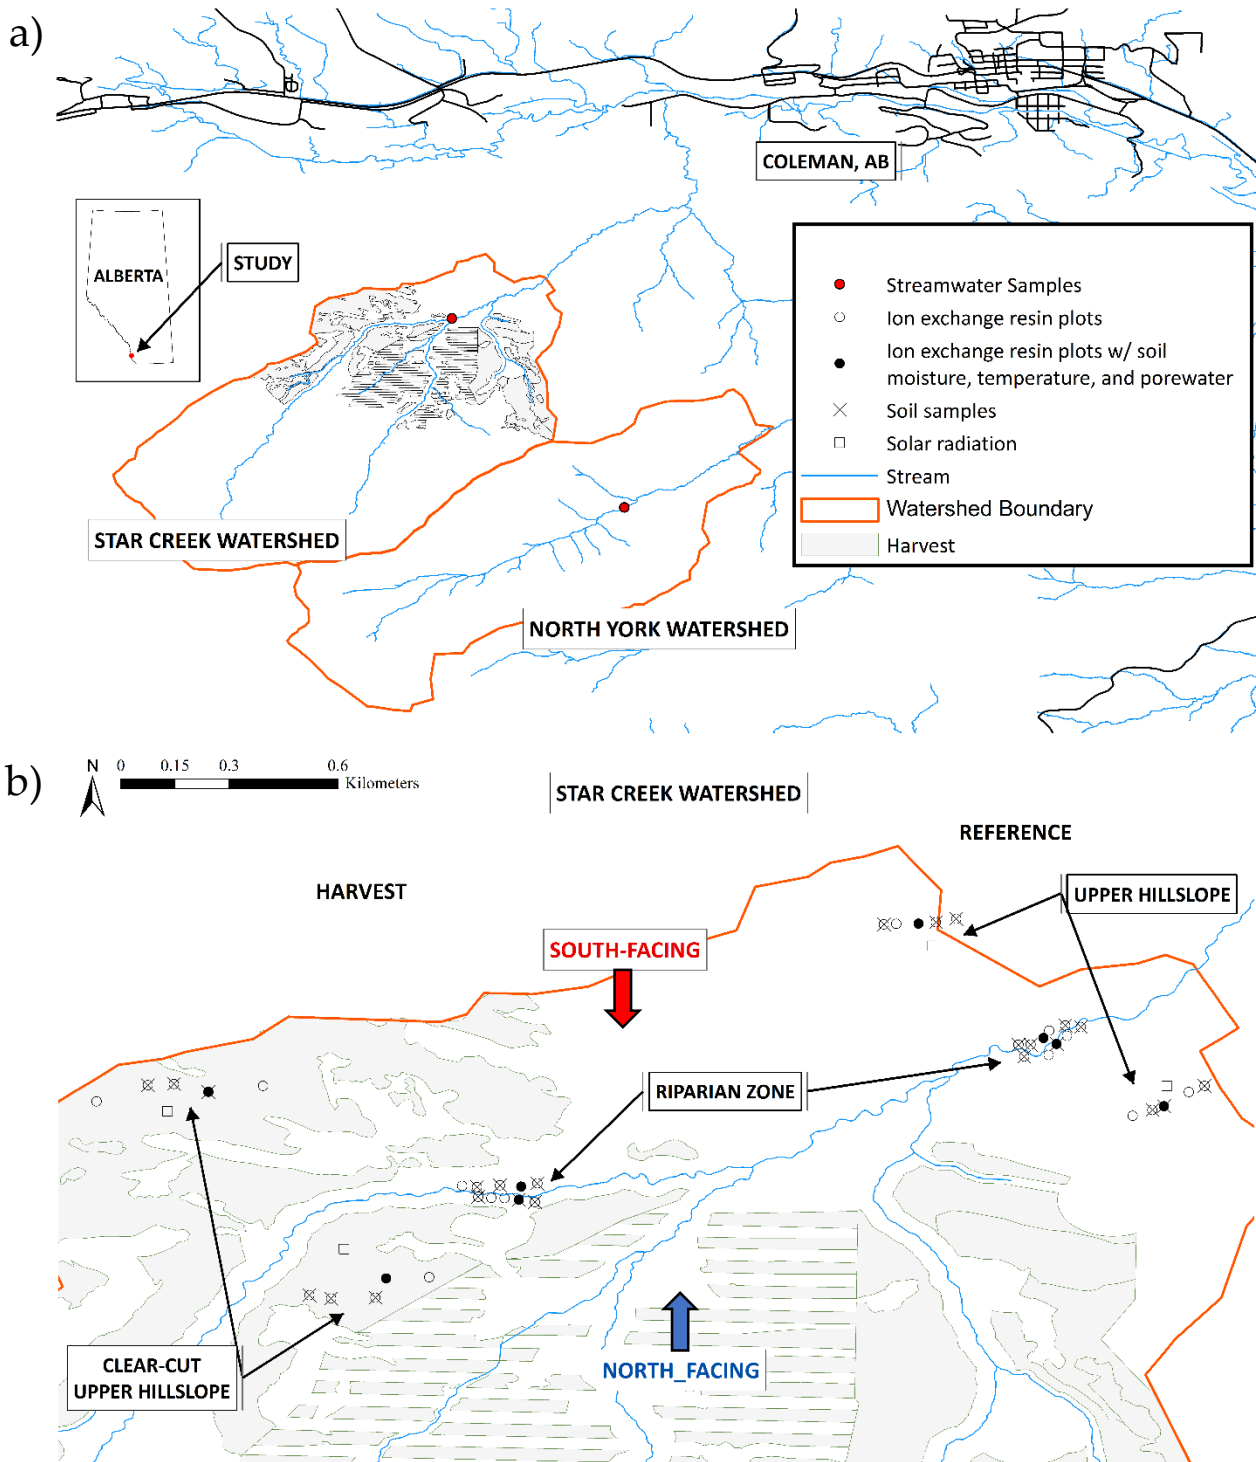 a)
COLEMAN, AB
ALBERTA
STUDY
Streamwater Samples
Ion exchange resin plots
Ion exchange resin plots w/ soil
moisture, temperature, and porewater
Soil samples
Solar radiation
Stream
Watershed Boundary
Harvest
STAR CREEK WATERSHED
NORTH YORK WATERSHED
b)
N
0 0.15 0.3 0.6
Kilometers
STAR CREEK WATERSHED
REFERENCE
HARVEST
UPPER HILLSLOPE
SOUTH-FACING
RIPARIAN ZONE
CLEAR-CUT
UPPER HILLSLOPE
NORTH_FACING